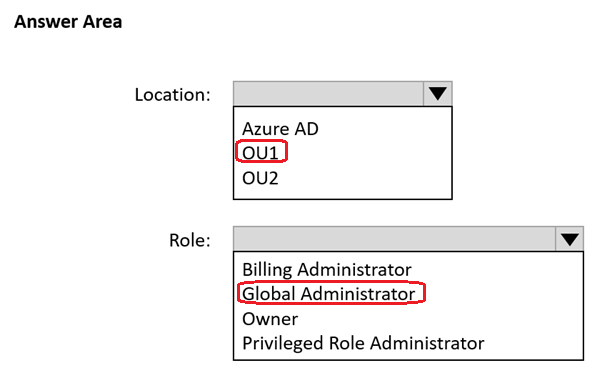 Answer Area
Location:
Azure AD
OU1
OU2
Role:
Billing Administrator
Global Administrator
Owner
Privileged Role Administrator